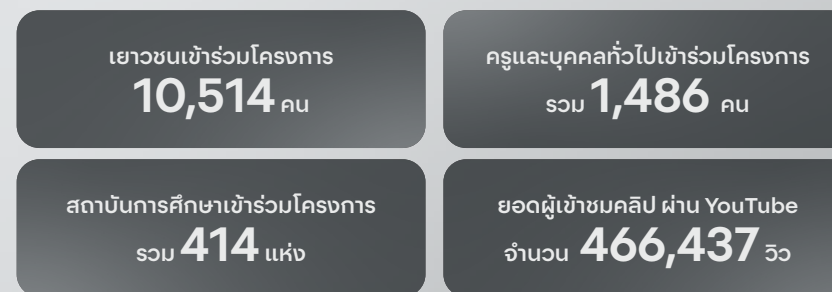 เยาวชนเข้าร่วมโครงการ
10,514 คน
ครูและบุคคลทั่วไปเข้าร่วมโครงการ
รวม 1,486 คน
สถาบันการศึกษาเข้าร่วมโครงการ
รวม 414 แห่ง
ยอดผู้เข้าชมคลิป ผ่าน YouTube
จำนวน 466,437 วิว